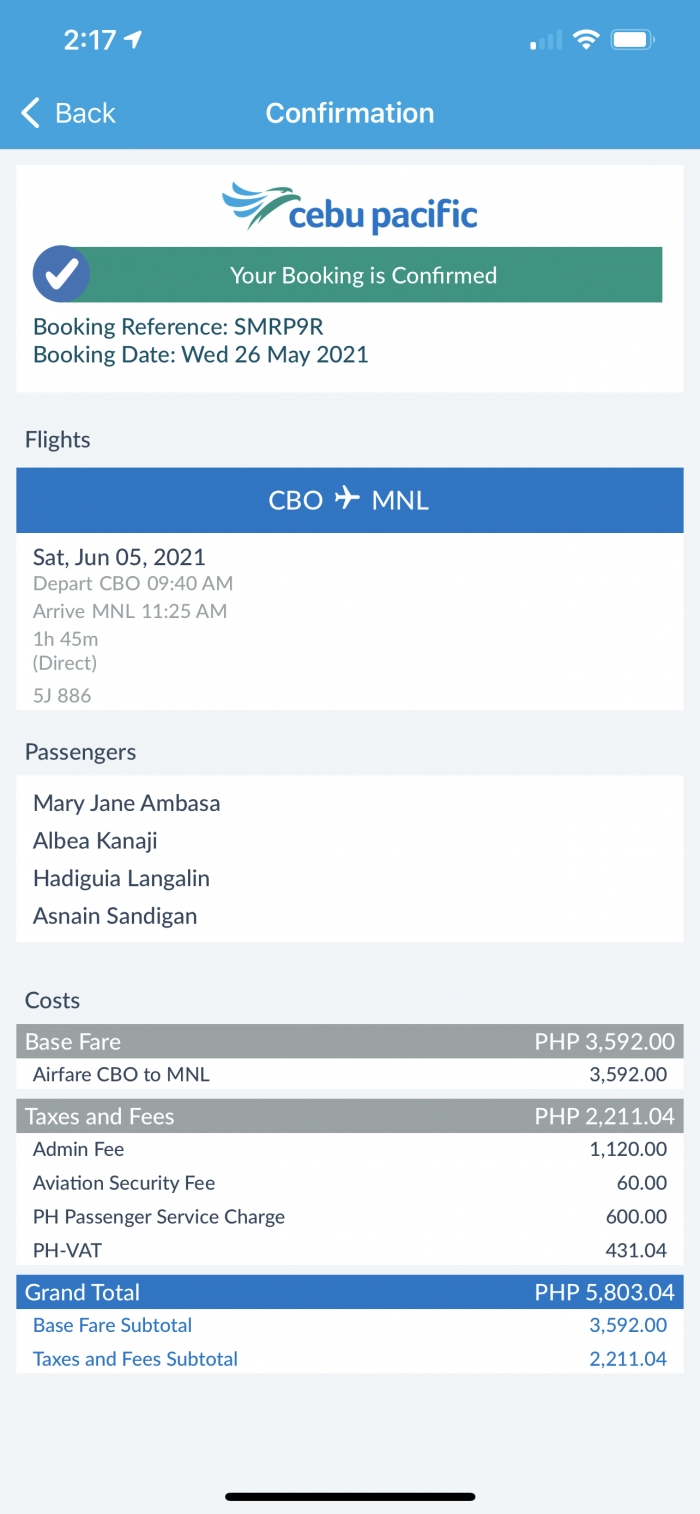 2:17
Back
Confirmation
cebu pacific
Your Booking is Confirmed
Booking Reference: SMRP9R
Booking Date: Wed 26 May 2021
Flights
CBO MNL
Sat, Jun 05, 2021
Depart CBO 09:40 AM
Arrive MNL 11:25 AM
1h 45m
(Direct)
5J 886
Passengers
Mary Jane Ambasa
Albea Kanaji
Hadiguia Langalin
Asnain Sandigan
Costs
Base Fare PHP 3,592.00
Airfare CBO to MNL 3,592.00
Taxes and Fees PHP 2,211.04
Admin Fee 1,120.00
Aviation Security Fee 60.00
PH Passenger Service Charge 600.00
PH-VAT 431.04
Grand Total PHP 5,803.04
Base Fare Subtotal 3,592.00
Taxes and Fees Subtotal 2,211.04